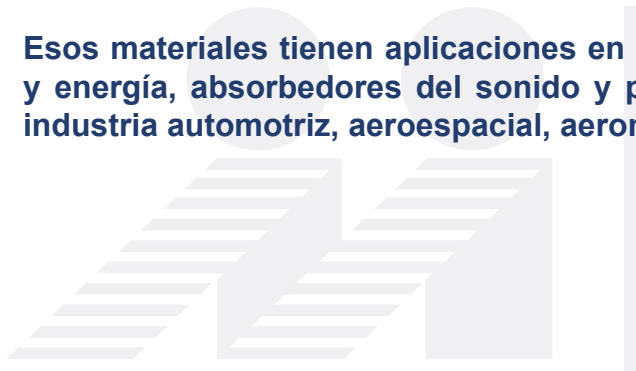 Esos materiales tienen aplicaciones en
y energía, absorbedores del sonido y
industria automotriz, aeroespacial,